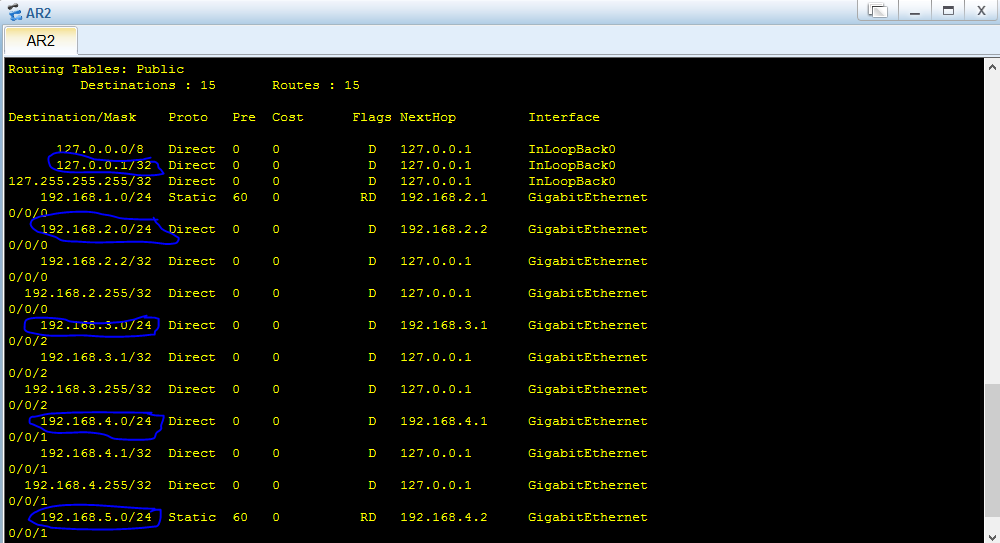 AR2
AR2
Routing Tables: Public
Destinations : 15 Routes : 15
Destination/Mask Proto Pre Cost Flags NextHop Interface
127.0.0.0/8 Direct 0 0 D 127.0.0.1 InLoopBack0
127.0.0.1/32 Direct 0 0 D 127.0.0.1 InLoopBack0
127.255.255.255/32 Direct 0 0 D 127.0.0.1 InLoopBack0
192.168.1.0/24 Static 60 0 RD 192.168.2.1 GigabitEthernet
0/0/0
192.168.2.0/24 Direct 0 0 D 192.168.2.2 GigabitEthernet
0/0/0
192.168.2.2/32 Direct 0 0 D 127.0.0.1 GigabitEthernet
0/0/0
192.168.2.255/32 Direct 0 0 D 127.0.0.1 GigabitEthernet
0/0/0
192.168.3.0/24 Direct 0 0 D 192.168.3.1 GigabitEthernet
0/0/2
192.168.3.1/32 Direct 0 0 D 127.0.0.1 GigabitEthernet
0/0/2
192.168.3.255/32 Direct 0 0 D 127.0.0.1 GigabitEthernet
0/0/2
192.168.4.0/24 Direct 0 0 D 192.168.4.1 GigabitEthernet
0/0/1
192.168.4.1/32 Direct 0 0 D 127.0.0.1 GigabitEthernet
0/0/1
192.168.4.255/32 Direct 0 0 D 127.0.0.1 GigabitEthernet
0/0/1
192.168.5.0/24 Static 60 0 RD 192.168.4.2 GigabitEthernet
0/0/1